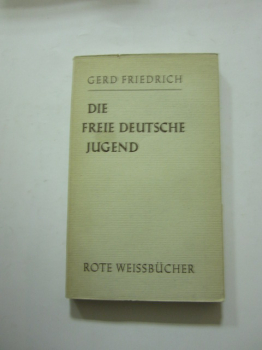 GERD FRIEDRICH
DIE
FREIE DEUTSCHE
JUGEND
ROTE WEISSBÜCHER